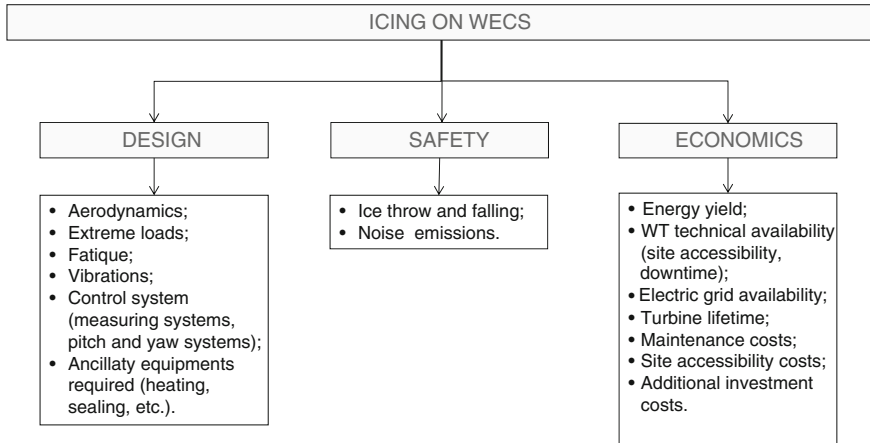 ICING ON WECS
DESIGN
• Aerodynamics;
• Extreme loads;
• Fatique;
• Vibrations;
• Control system
(measuring systems,
pitch and yaw systems);
• Ancillaty equipments
required (heating,
sealing, etc.).
SAFETY
• Ice throw and falling;
• Noise emissions.
ECONOMICS
• Energy yield;
• WT technical availability
(site accessibility,
downtime);
• Electric grid availability;
• Turbine lifetime;
• Maintenance costs;
• Site accessibility costs;
• Additional investment
costs.